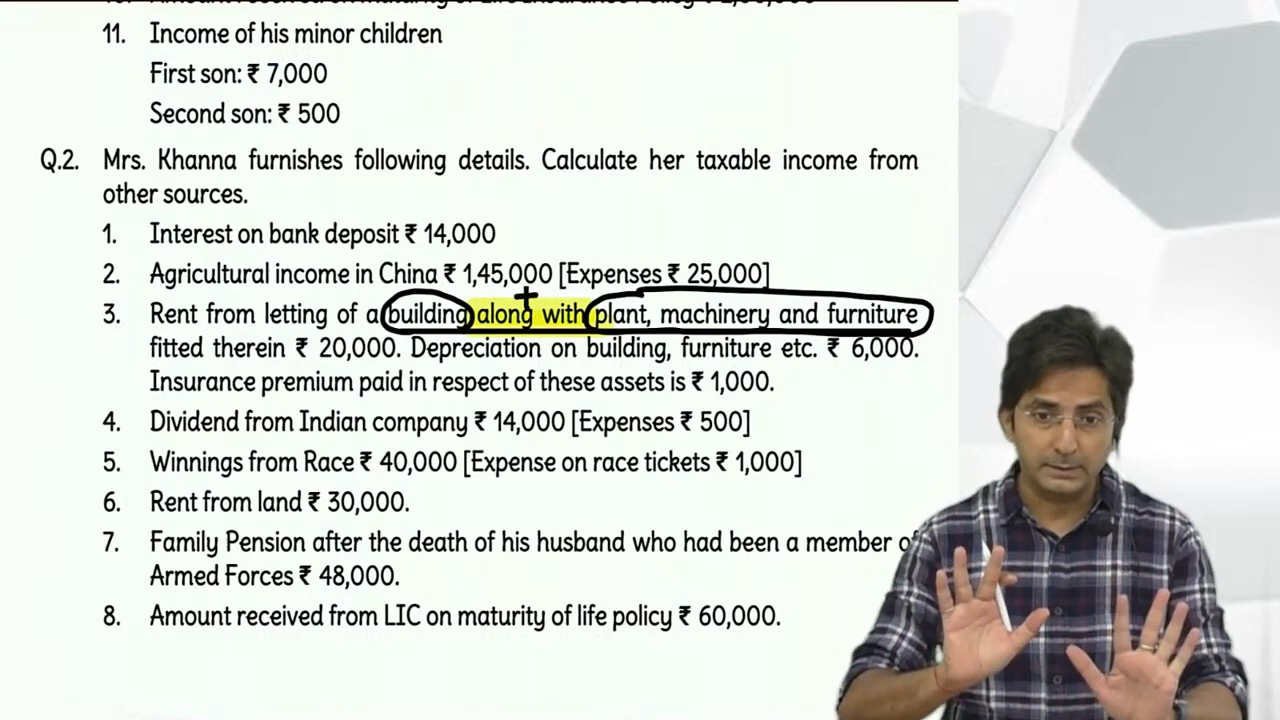 11. Income of his minor children
First son: ₹ 7,000
Second son: ₹ 500
Q.2. Mrs. Khanna furnishes following details. Calculate her taxable income from
other sources.
1. Interest on bank deposit ₹ 14,000
2. Agricultural income in China ₹ 1,45,000 [Expenses ₹ 25,000]
+
3. Rent from letting of a building along with plant, machinery and furniture
fitted therein ₹ 20,000. Depreciation on building, furniture etc. ₹ 6,000.
Insurance premium paid in respect of these assets is ₹ 1,000.
4. Dividend from Indian company ₹ 14,000 [Expenses ₹ 500]
5. Winnings from Race ₹ 40,000 [Expense on race tickets ₹ 1,000]
6. Rent from land ₹ 30,000.
7. Family Pension after the death of his husband who had been a member of
Armed Forces ₹ 48,000.
8. Amount received from LIC on maturity of life policy ₹ 60,000.